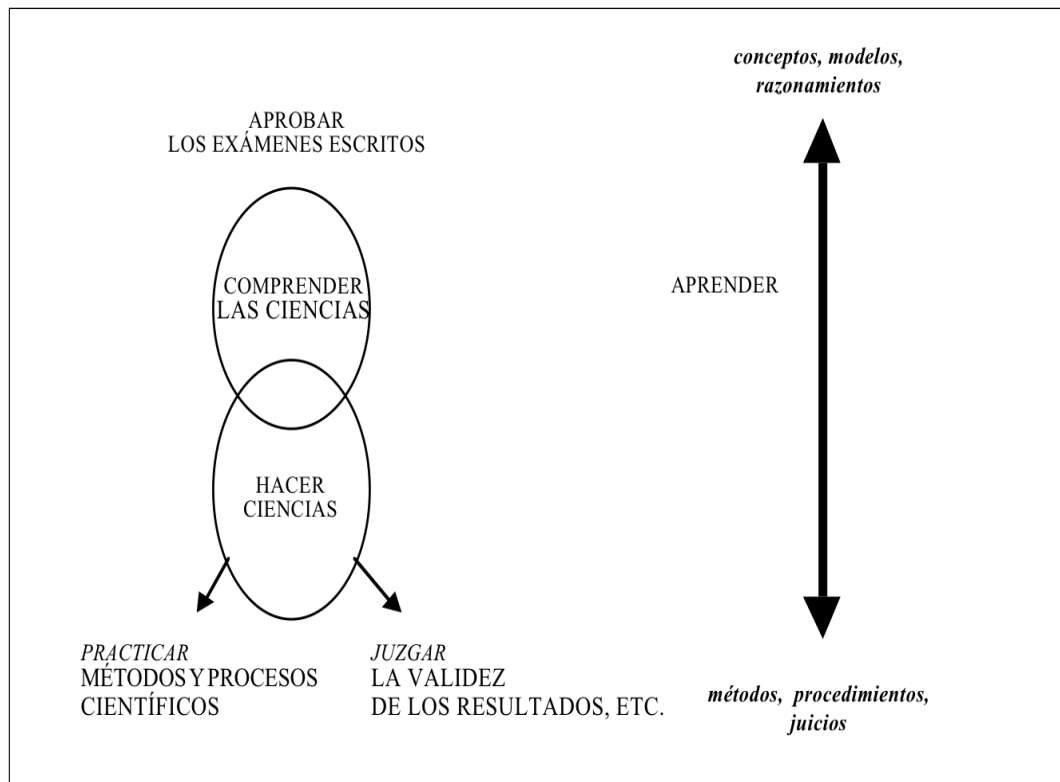 conceptos, modelos,
razonamientos
APROBAR
LOS EXÁMENES ESCRITOS
COMPRENDER
LAS CIENCIAS
APRENDER
HACER
CIENCIAS
PRACTICAR
MÉTODOS Y PROCESOS
CIENTÍFICOS
JUZGAR
LA VALIDEZ
DE LOS RESULTADOS, ETC.
métodos, procedimientos,
juicios